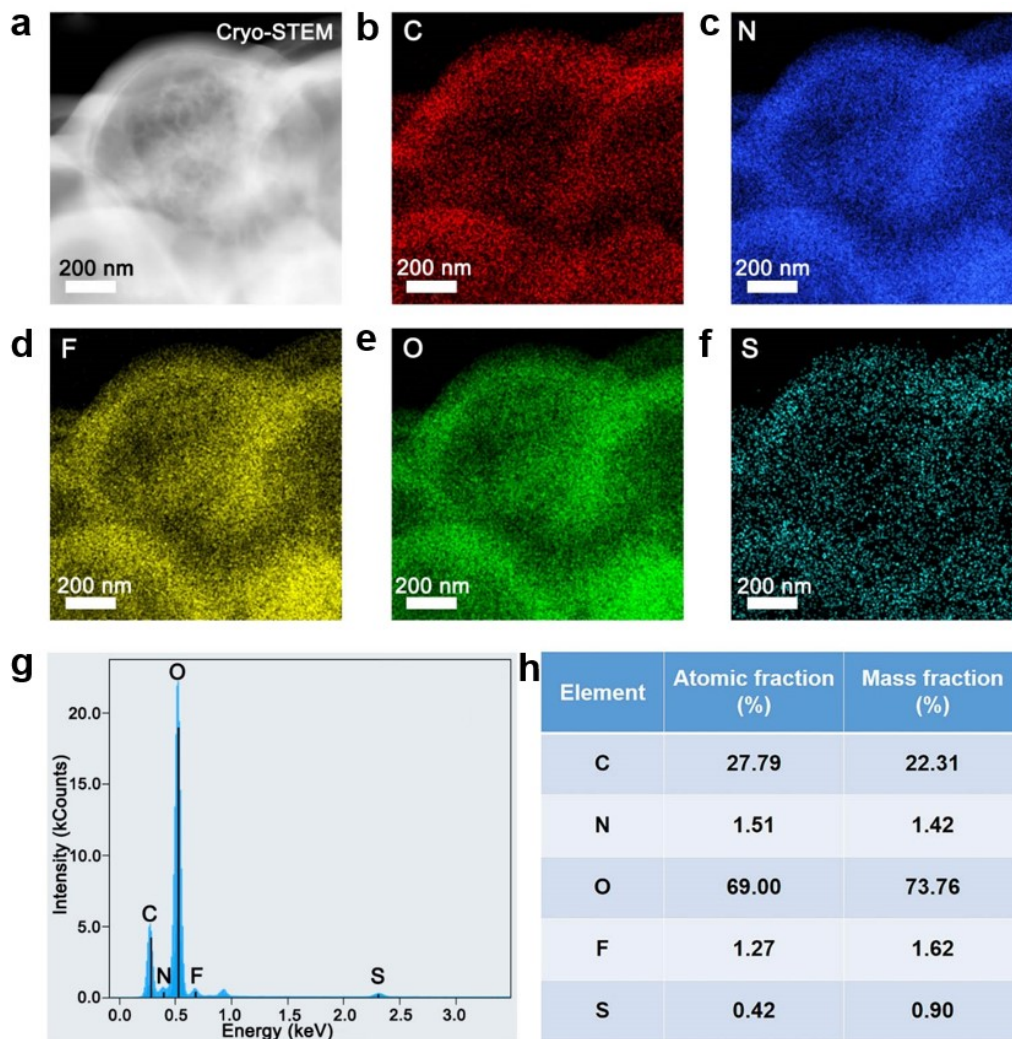 a
Cryo-STEM
200 nm
b
C
200 nm
c
N
200 nm
d
F
200 nm
e
O
200 nm
f
S
200 nm
g
Intensity (kCounts)
20.0
15.0
10.0
5.0
0.0
O
C
N
F
S
0.0 0.5 1.0 1.5 2.0 2.5 3.0
Energy (keV)
h
Element Atomic fraction (%) Mass fraction (%)
C 27.79 22.31
N 1.51 1.42
O 69.00 73.76
F 1.27 1.62
S 0.42 0.90